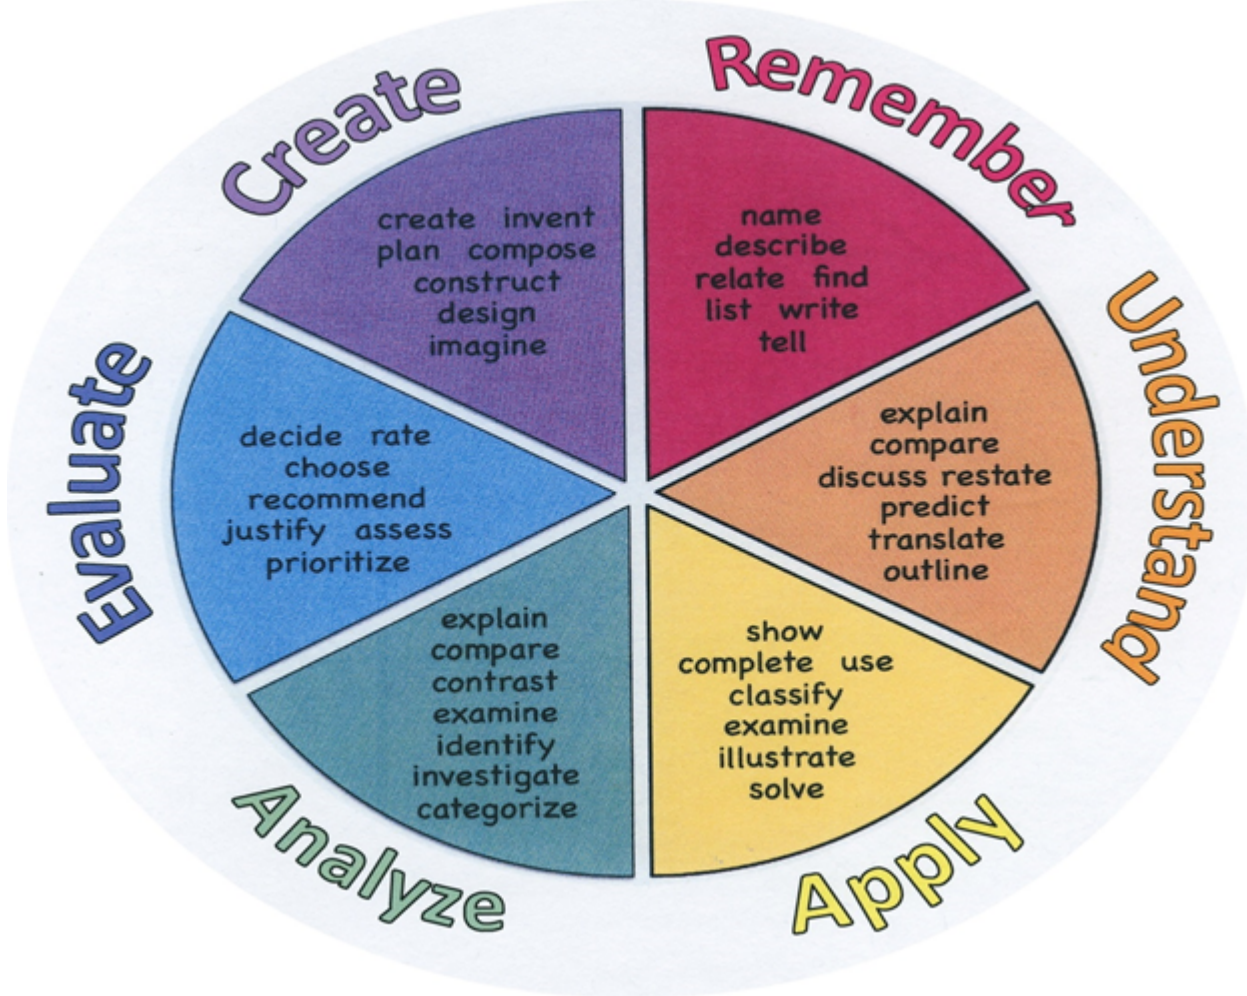 Remember
name
describe
relate find
list write
tell
Understand
explain
compare
discuss restate
predict
translate
outline
Apply
show
complete use
classify
examine
illustrate
solve
Analyze
explain
compare
contrast
examine
identify
investigate
categorize
Evaluate
decide rate
choose
recommend
justify assess
prioritize
Create
create invent
plan compose
construct
design
imagine